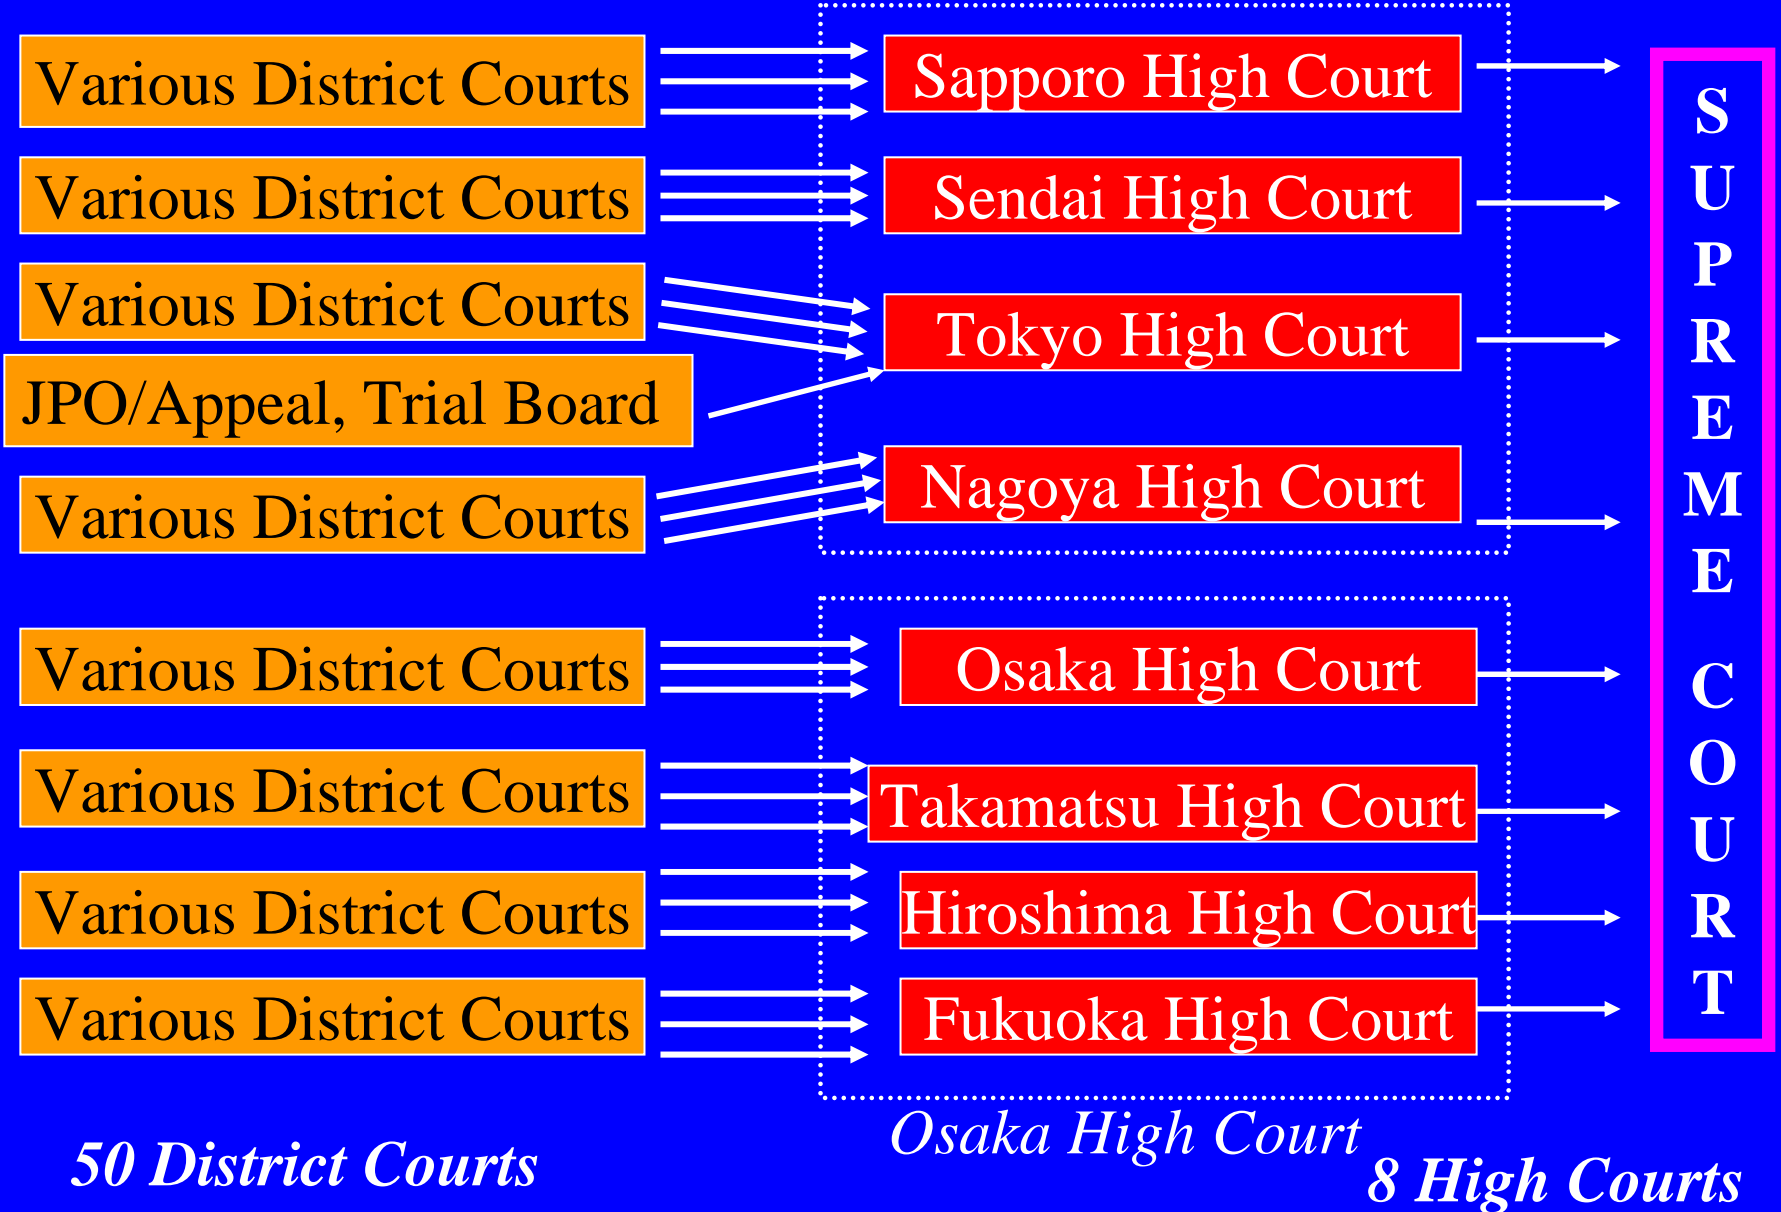 Various District Courts
Sapporo High Court
Various District Courts
Sendai High Court
Various District Courts
Tokyo High Court
JPO/Appeal, Trial Board
Various District Courts
Nagoya High Court
Various District Courts
Osaka High Court
Various District Courts
Takamatsu High Court
Various District Courts
Hiroshima High Court
Various District Courts
Fukuoka High Court
SUPREME COURT
Osaka High Court
50 District Courts
8 High Courts